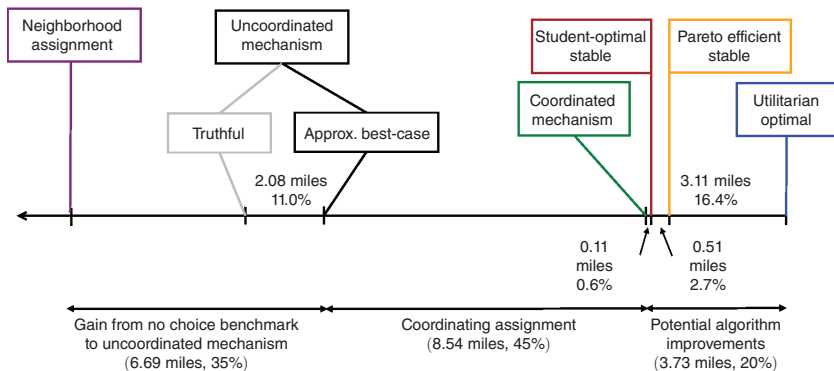 Neighborhood
assignment
Uncoordinated
mechanism
Student-optimal
stable
Pareto efficient
stable
Truthful
Approx. best-case
Coordinated
mechanism
Utilitarian
optimal
2.08 miles
11.0%
3.11 miles
16.4%
0.11
miles
0.6%
0.51
miles
2.7%
Gain from no choice benchmark
to uncoordinated mechanism
(6.69 miles, 35%)
Coordinating assignment
(8.54 miles, 45%)
Potential algorithm
improvements
(3.73 miles, 20%)